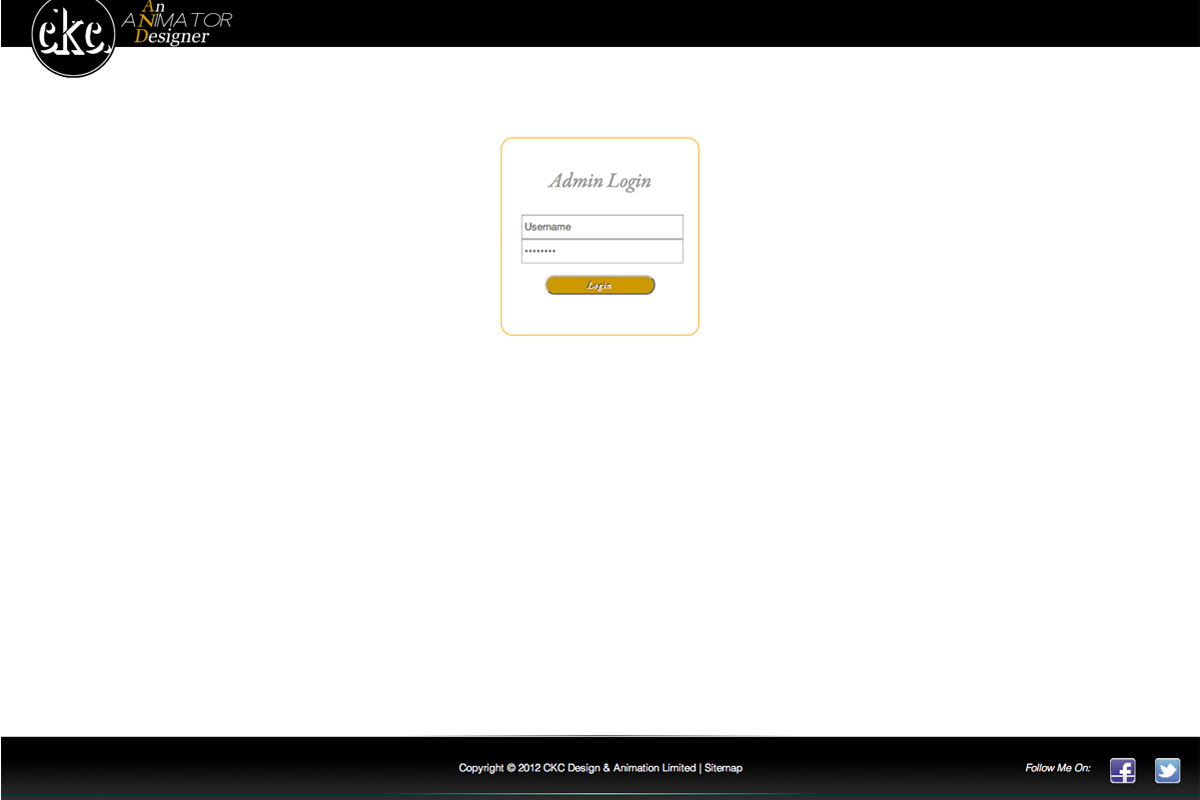 ckc.
An
ANIMATOR
Designer
Admin Login
Username
••••••••
Login
Copyright © 2012 CKC Design & Animation Limited | Sitemap
Follow Me On: